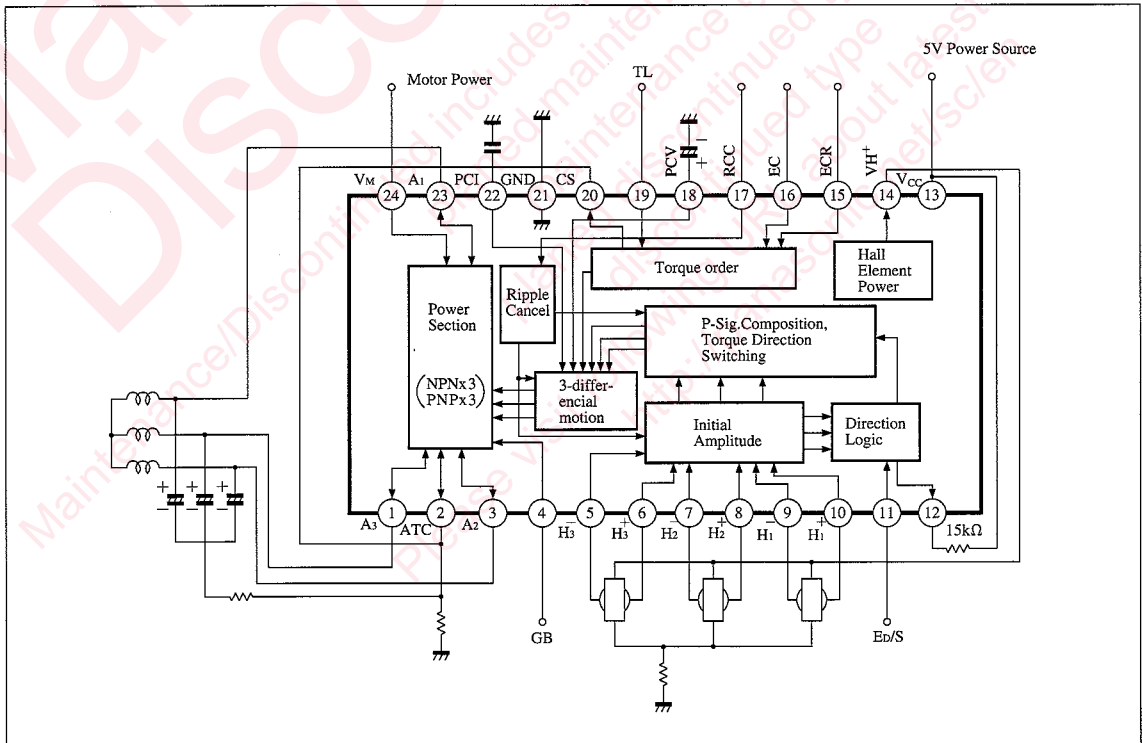 5V Power Source
Motor Power
TL
PCV
RCC
EC
ECR
VH+
VM
A1
PCI
GND
CS
VCC
24
23
22
21
20
19
18
17
16
15
14
13
Torque order
Hall
Element
Power
Power
Section
(NPNx3
PNPx3)
Ripple
Cancel
P-Sig.Composition,
Torque Direction
Switching
3-differ-
encial
motion
Initial
Amplitude
Direction
Logic
+
−
+
−
+
−
+
−
1
2
3
4
5
6
7
8
9
10
11
12
A3
ATC
A2
H3−
H3+
H2−
H2+
H1−
H1+
15kΩ
GB
ED/S